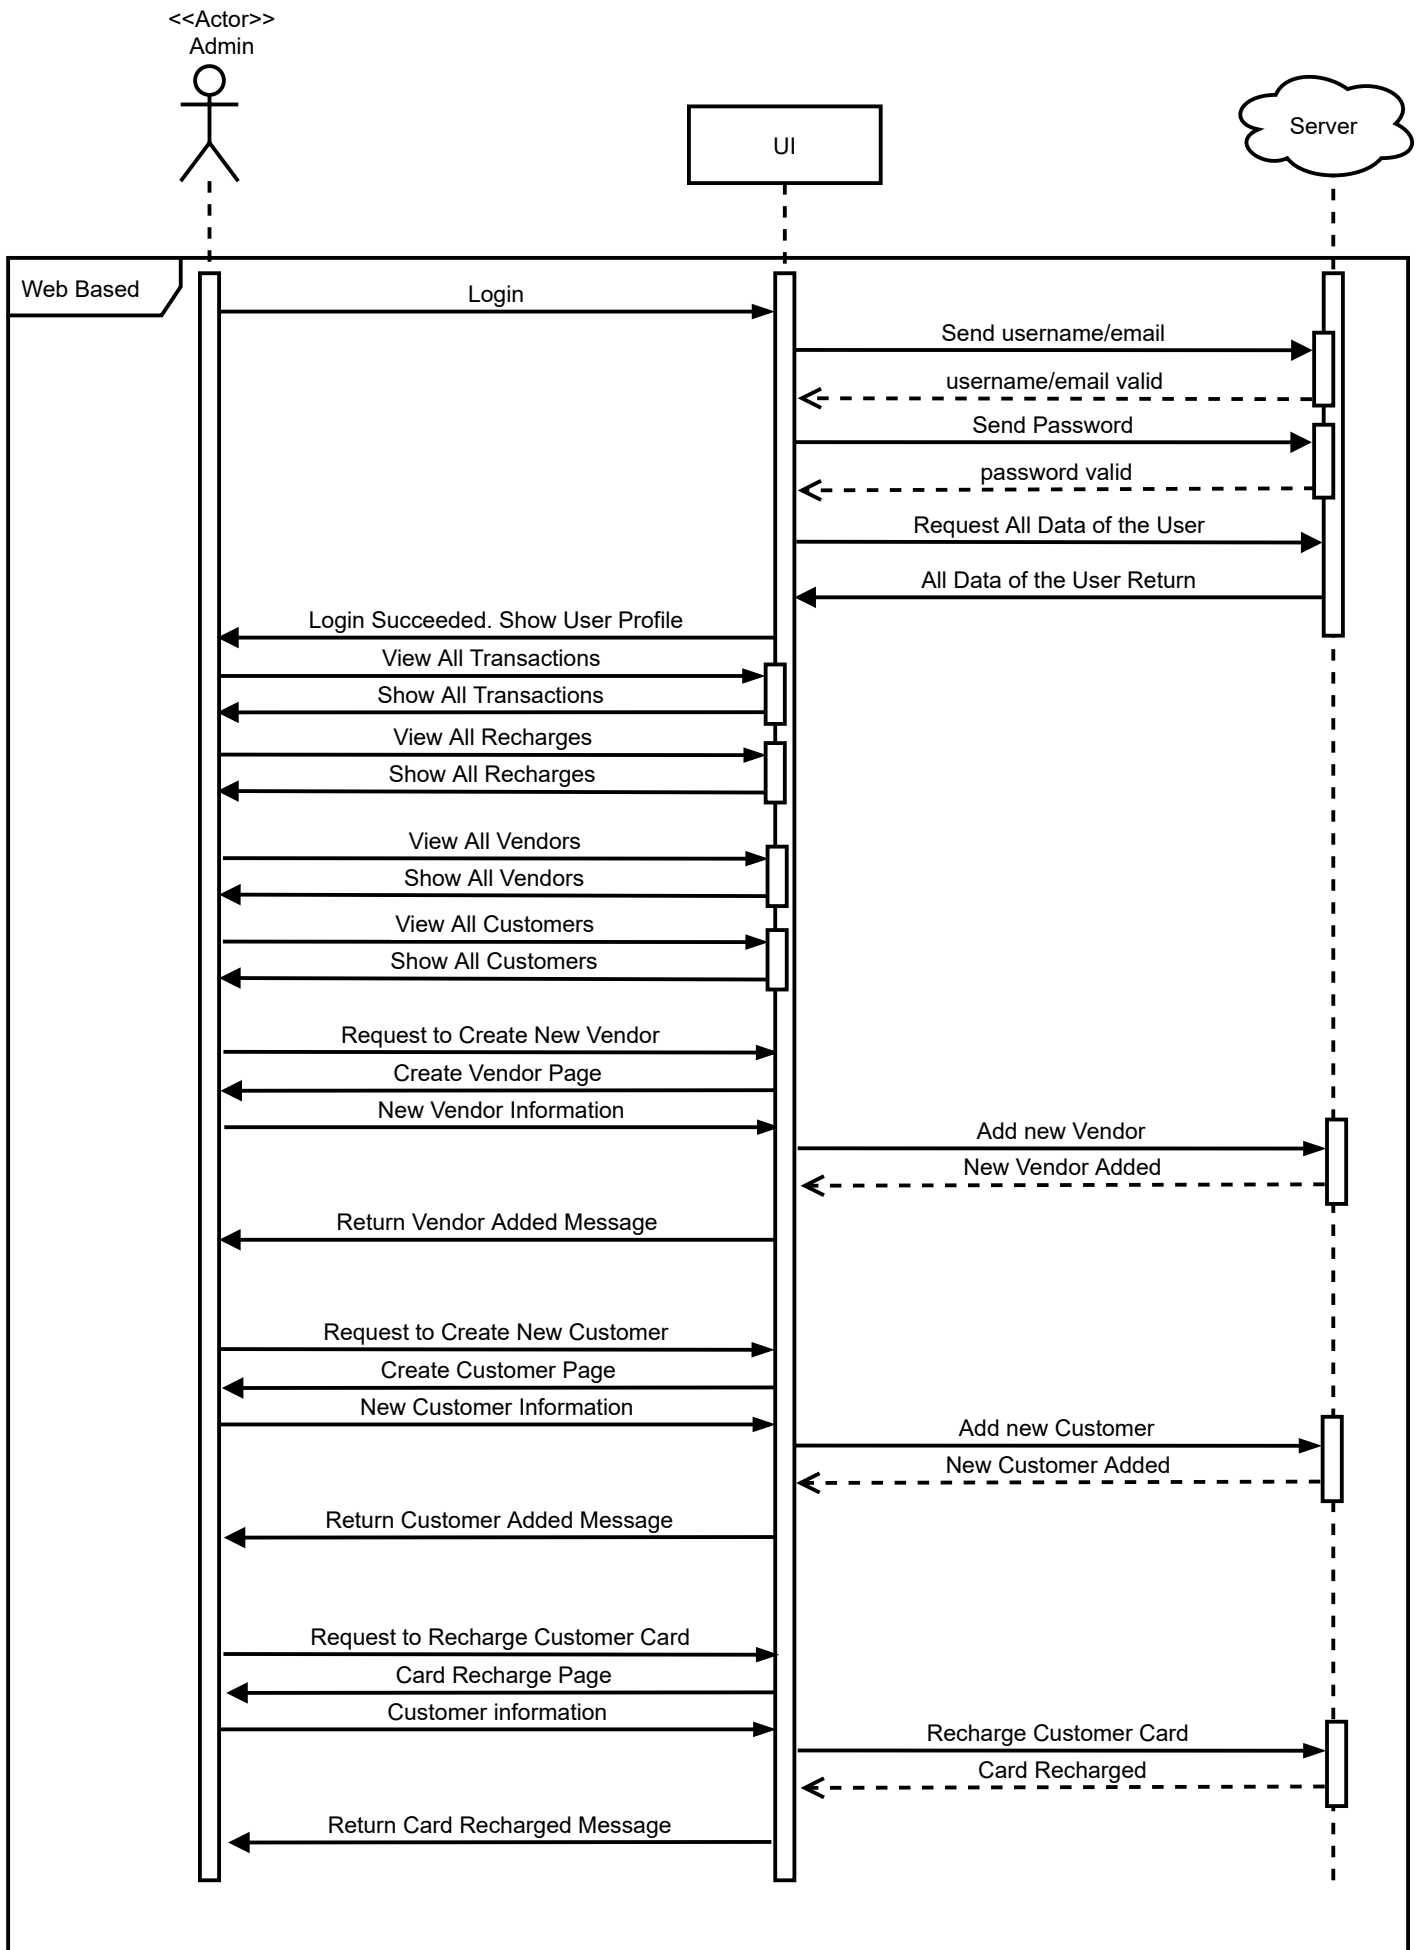 <<Actor>>
Admin
UI
Server
Web Based
Login
Send username/email
username/email valid
Send Password
password valid
Request All Data of the User
All Data of the User Return
Login Succeeded. Show User Profile
View All Transactions
Show All Transactions
View All Recharges
Show All Recharges
View All Vendors
Show All Vendors
View All Customers
Show All Customers
Request to Create New Vendor
Create Vendor Page
New Vendor Information
Add new Vendor
New Vendor Added
Return Vendor Added Message
Request to Create New Customer
Create Customer Page
New Customer Information
Add new Customer
New Customer Added
Return Customer Added Message
Request to Recharge Customer Card
Card Recharge Page
Customer information
Recharge Customer Card
Card Recharged
Return Card Recharged Message